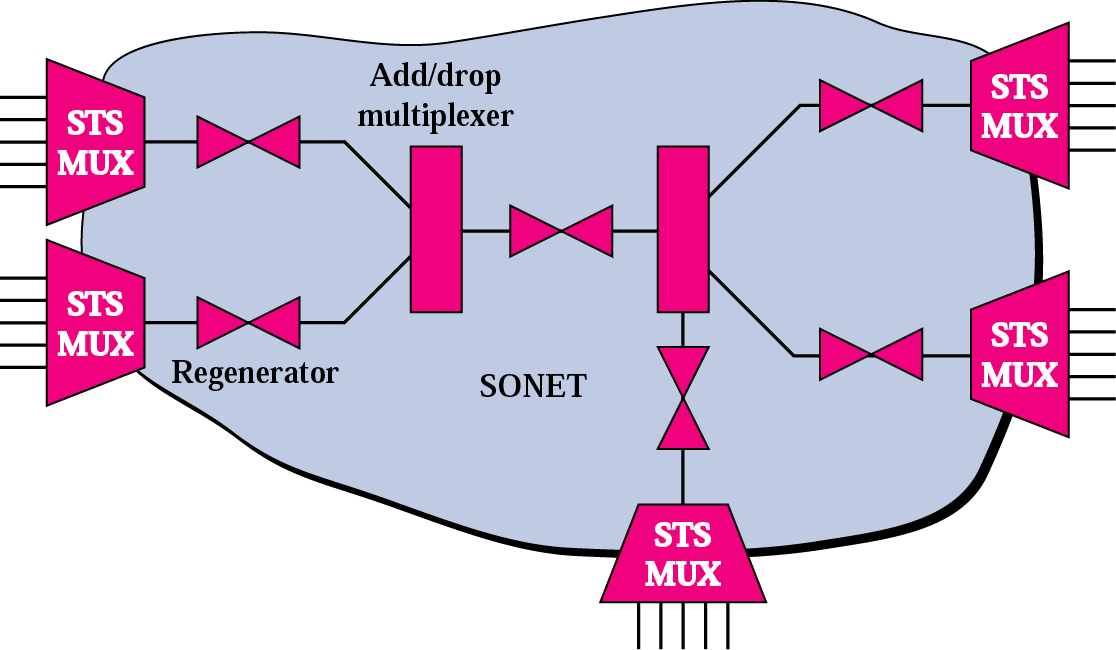 Add/drop
multiplexer
STS
MUX
STS
MUX
STS
MUX
Regenerator
SONET
STS
MUX
STS
MUX